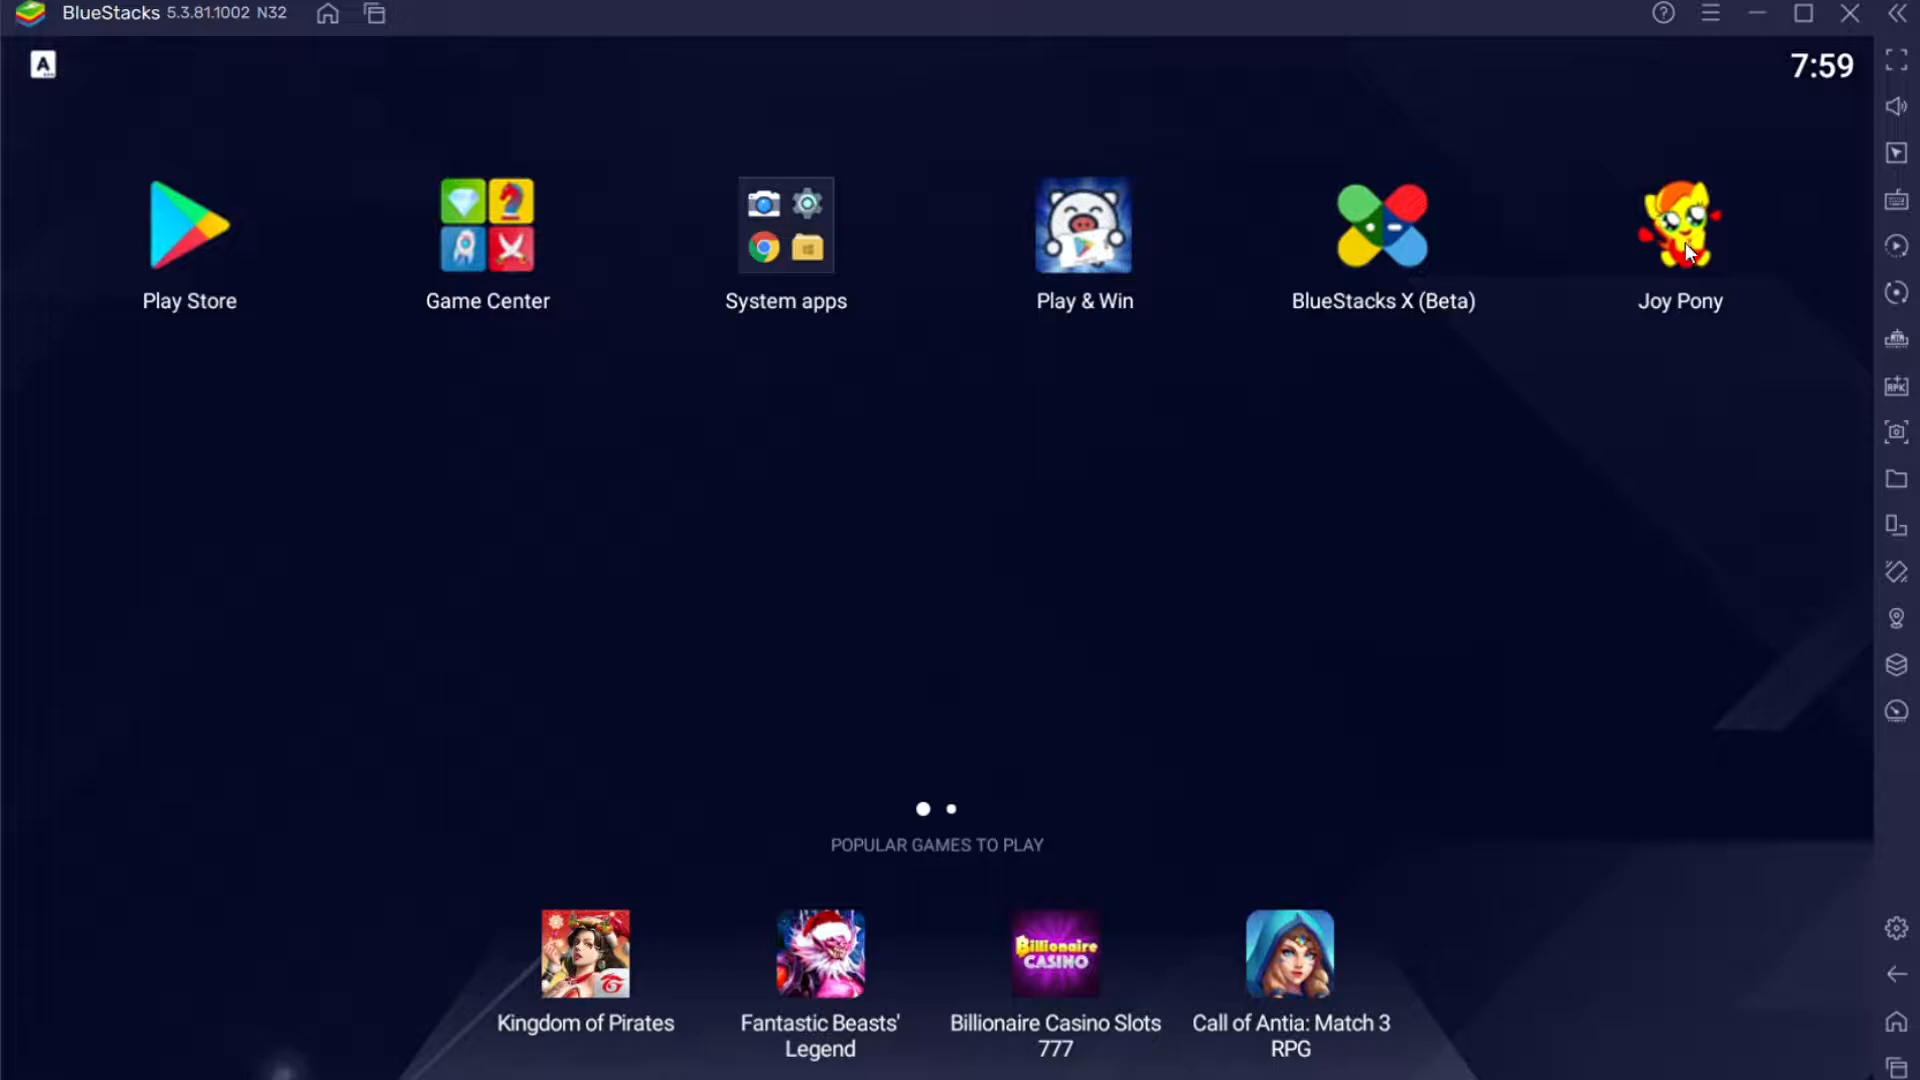 BlueStacks 5.3.81.1002 N32
A
7:59
Play Store
Game Center
System apps
Play & Win
BlueStacks X (Beta)
Joy Pony
POPULAR GAMES TO PLAY
Billionaire
CASINO
Kingdom of Pirates
Fantastic Beasts'
Legend
Billionaire Casino Slots
777
Call of Antia: Match 3
RPG